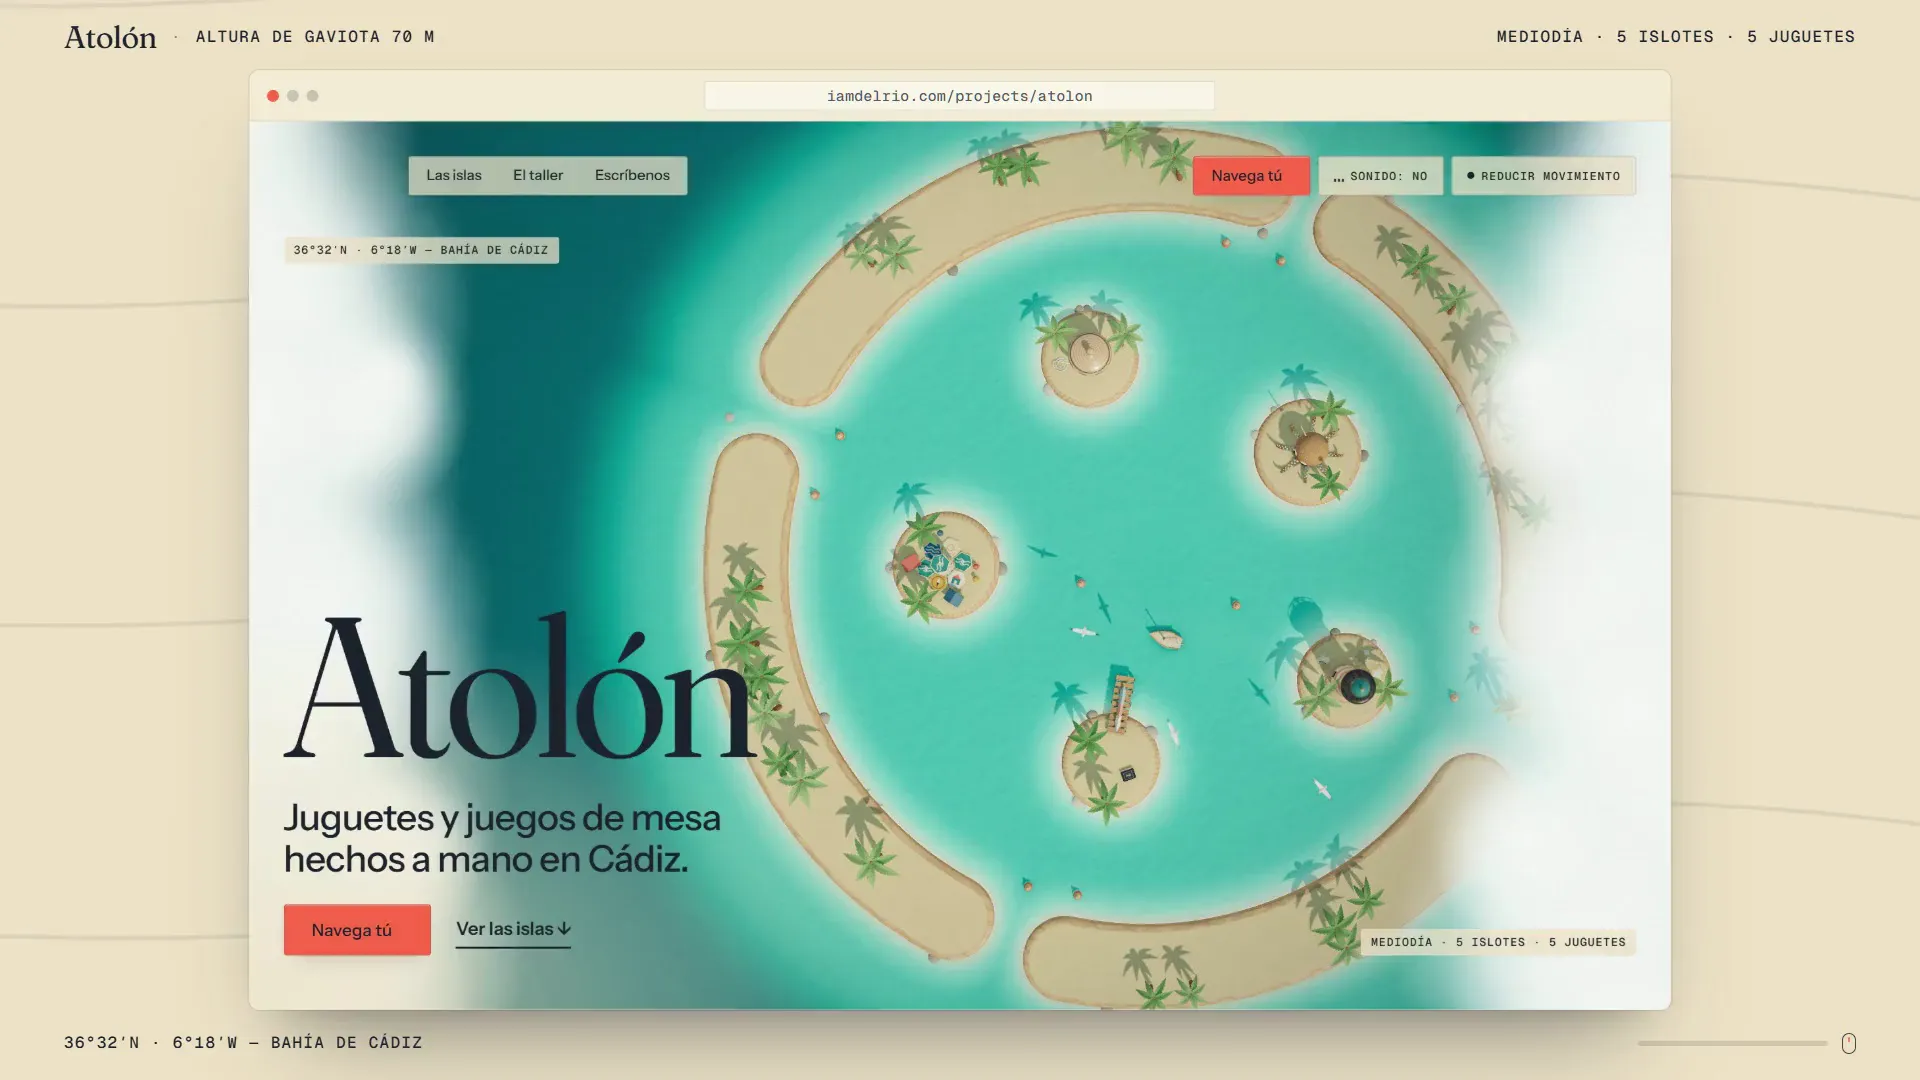 Atolón · ALTURA DE GAVIOTA 70 M
MEDIODÍA · 5 ISLOTES · 5 JUGUETES
iamdelrio.com/projects/atolon
Las islas El taller Escríbenos
Navega tú
… SONIDO: NO
● REDUCIR MOVIMIENTO
36°32′N · 6°18′W — BAHÍA DE CÁDIZ
Atolón
Juguetes y juegos de mesa
hechos a mano en Cádiz.
Navega tú
Ver las islas ↓
MEDIODÍA · 5 ISLOTES · 5 JUGUETES
36°32′N · 6°18′W — BAHÍA DE CÁDIZ